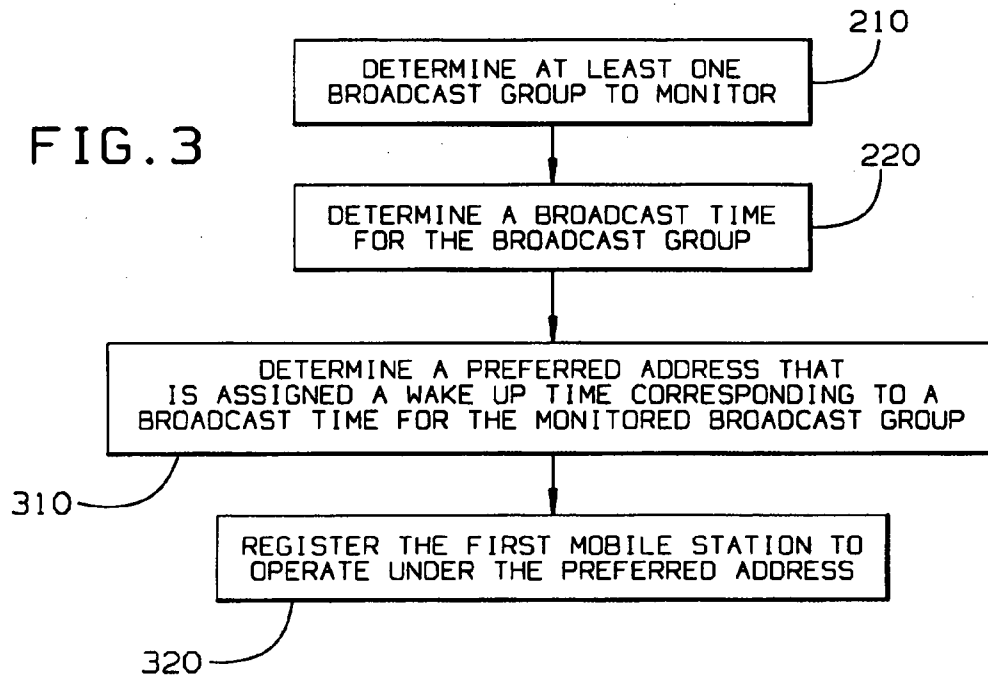 210
DETERMINE AT LEAST ONE
BROADCAST GROUP TO MONITOR
FIG.3
220
DETERMINE A BROADCAST TIME
FOR THE BROADCAST GROUP
DETERMINE A PREFERRED ADDRESS THAT
IS ASSIGNED A WAKE UP TIME CORRESPONDING TO A
BROADCAST TIME FOR THE MONITORED BROADCAST GROUP
310
REGISTER THE FIRST MOBILE STATION TO
OPERATE UNDER THE PREFERRED ADDRESS
320